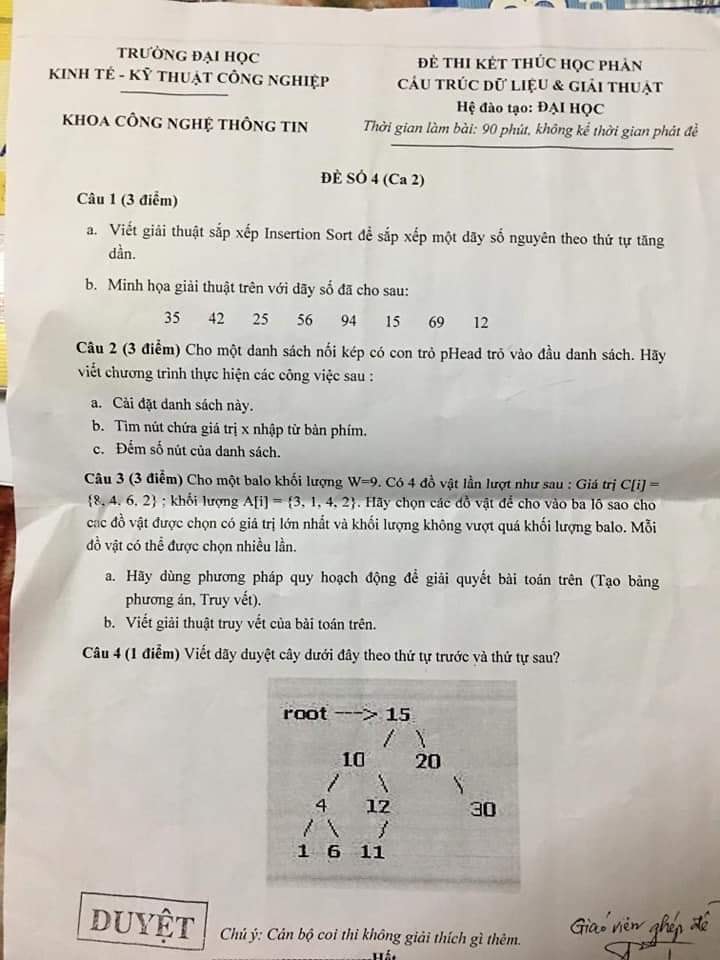 TRƯỜNG ĐẠI HỌC
KINH TẾ - KỸ THUẬT CÔNG NGHIỆP
KHOA CÔNG NGHỆ THÔNG TIN
ĐỀ THI KẾT THÚC HỌC PHẦN
CẤU TRÚC DỮ LIỆU & GIẢI THUẬT
Hệ đào tạo: ĐẠI HỌC
Thời gian làm bài: 90 phút, không kể thời gian phát đề
ĐỀ SỐ 4 (Ca 2)
Câu 1 (3 điểm)
a. Viết giải thuật sắp xếp Insertion Sort để sắp xếp một dãy số nguyên theo thứ tự tăng
dần.
b. Minh họa giải thuật trên với dãy số đã cho sau:
35 42 25 56 94 15 69 12
Câu 2 (3 điểm) Cho một danh sách nối kép có con trỏ pHead trỏ vào đầu danh sách. Hãy
viết chương trình thực hiện các công việc sau :
a. Cài đặt danh sách này.
b. Tìm nút chứa giá trị x nhập từ bàn phím.
c. Đếm số nút của danh sách.
Câu 3 (3 điểm) Cho một balo khối lượng W=9. Có 4 đồ vật lần lượt như sau : Giá trị C[i] =
{8, 4, 6, 2} ; khối lượng A[i] = {3, 1, 4, 2}. Hãy chọn các đồ vật để cho vào ba lô sao cho
các đồ vật được chọn có giá trị lớn nhất và khối lượng không vượt quá khối lượng balo. Mỗi
đồ vật có thể được chọn nhiều lần.
a. Hãy dùng phương pháp quy hoạch động để giải quyết bài toán trên (Tạo bảng
phương án, Truy vết).
b. Viết giải thuật truy vết của bài toán trên.
Câu 4 (1 điểm) Viết dãy duyệt cây dưới đây theo thứ tự trước và thứ tự sau?
root ---> 15
10 20
4 12 30
1 6 11
DUYỆT
Chú ý: Cán bộ coi thi không giải thích gì thêm.
Giáo viên ghép đề
Hết